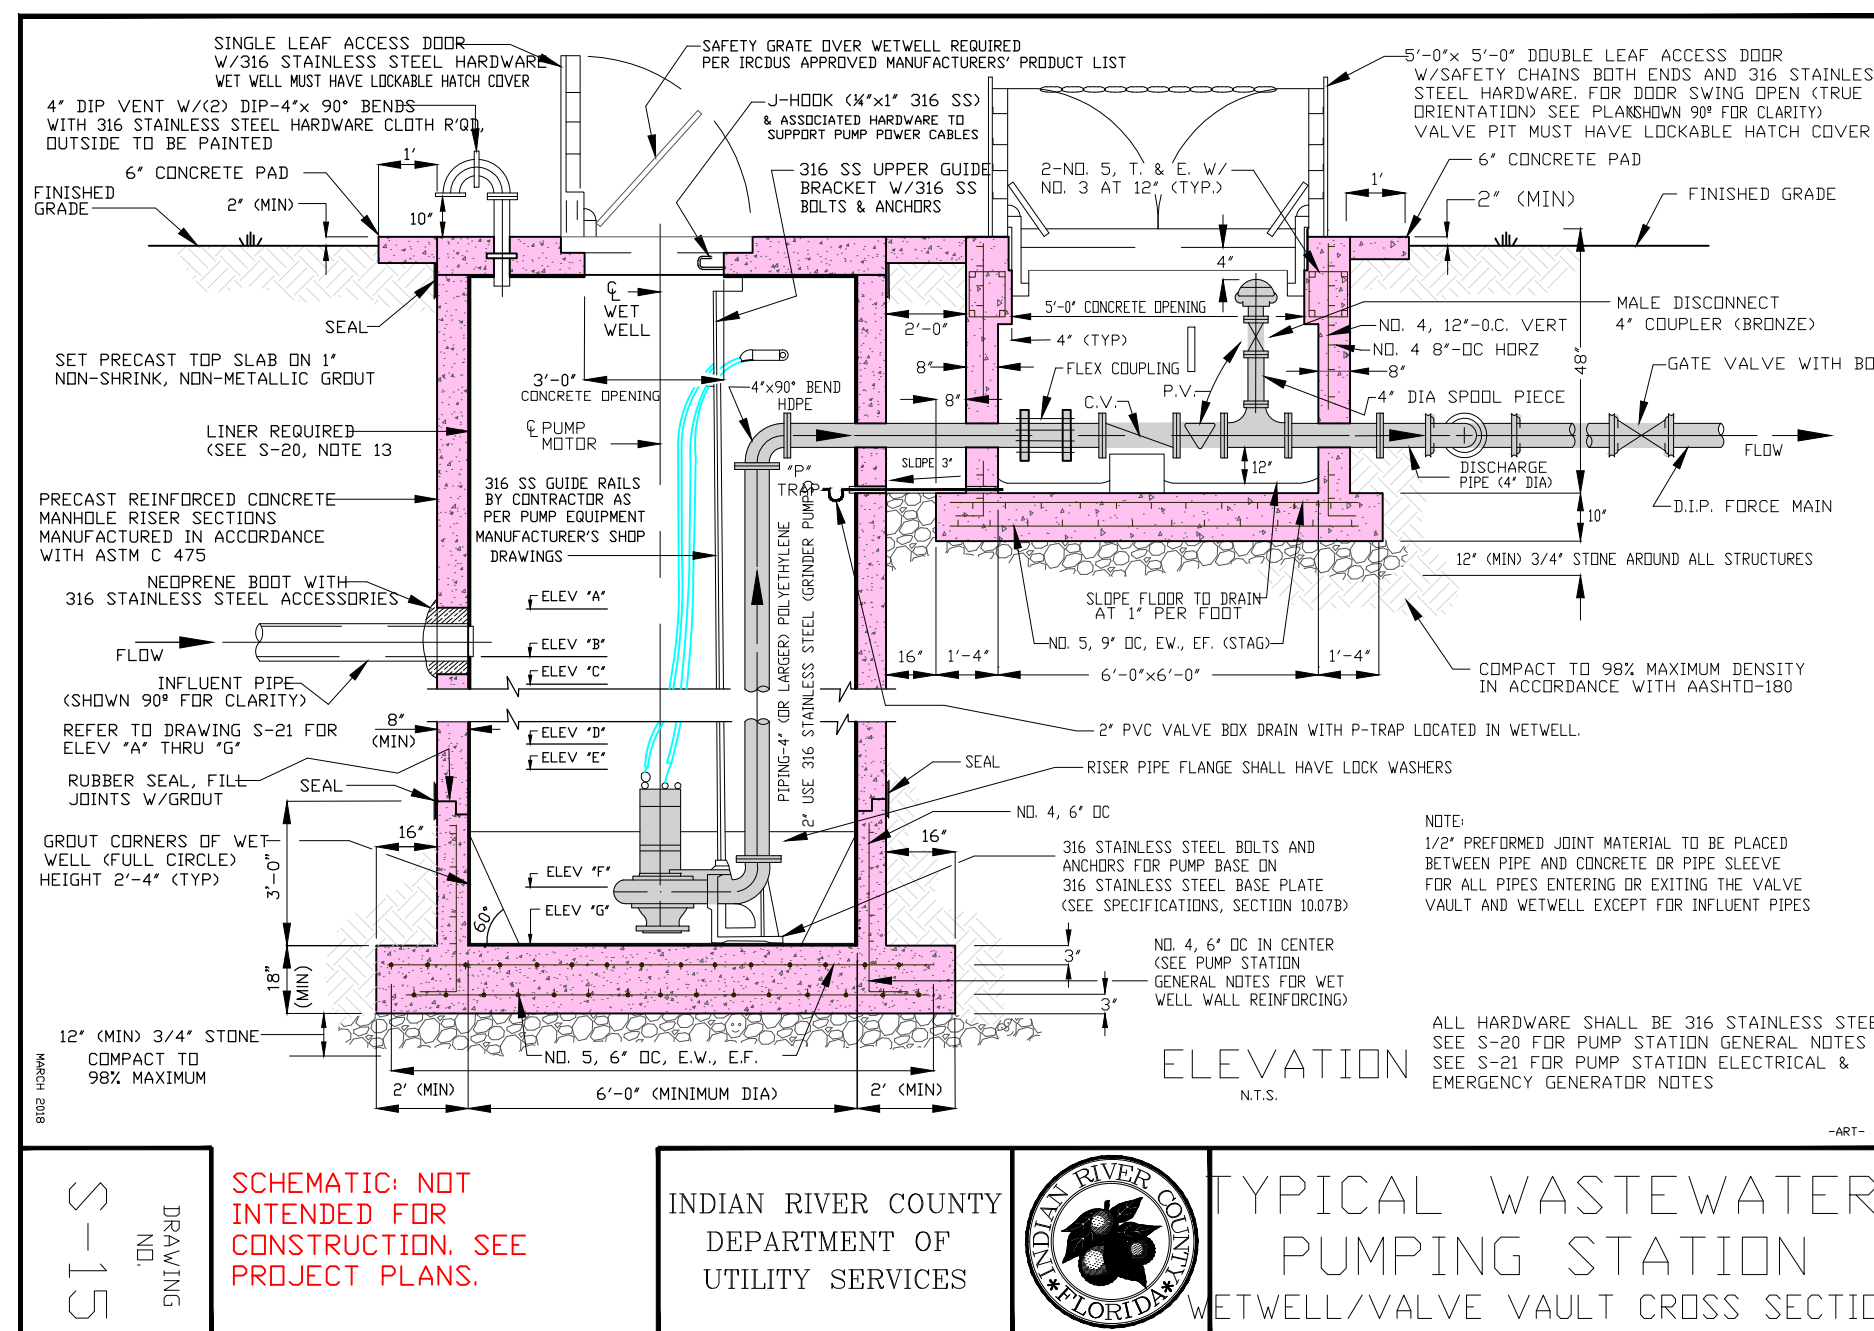 SINGLE LEAF ACCESS DOOR
W/316 STAINLESS STEEL HARDWARE
WET WELL MUST HAVE LOCKABLE HATCH COVER
4" DIP VENT W/(2) DIP-4"x 90° BENDS
WITH 316 STAINLESS STEEL HARDWARE CLOTH R'QD,
OUTSIDE TO BE PAINTED
6" CONCRETE PAD
1'
FINISHED
GRADE
2" (MIN)
10"
SAFETY GRATE OVER WETWELL REQUIRED
PER IRCDUS APPROVED MANUFACTURERS' PRODUCT LIST
J-HOOK (¼"x1" 316 SS)
& ASSOCIATED HARDWARE TO
SUPPORT PUMP POWER CABLES
316 SS UPPER GUIDE
BRACKET W/316 SS
BOLTS & ANCHORS
2-NO. 5, T. & E. W/
NO. 3 AT 12" (TYP.)
5'-0"x 5'-0" DOUBLE LEAF ACCESS DOOR
W/SAFETY CHAINS BOTH ENDS AND 316 STAINLES
STEEL HARDWARE. FOR DOOR SWING OPEN (TRUE
ORIENTATION) SEE PLAN (SHOWN 90° FOR CLARITY)
VALVE PIT MUST HAVE LOCKABLE HATCH COVER
6" CONCRETE PAD
1'
2" (MIN)
FINISHED GRADE
SEAL
SET PRECAST TOP SLAB ON 1"
NON-SHRINK, NON-METALLIC GROUT
LINER REQUIRED
(SEE S-20, NOTE 13
PRECAST REINFORCED CONCRETE
MANHOLE RISER SECTIONS
MANUFACTURED IN ACCORDANCE
WITH ASTM C 475
NEOPRENE BOOT WITH
316 STAINLESS STEEL ACCESSORIES
FLOW
INFLUENT PIPE
(SHOWN 90° FOR CLARITY)
REFER TO DRAWING S-21 FOR
ELEV "A" THRU "G"
8"
(MIN)
RUBBER SEAL, FILL
JOINTS W/GROUT
SEAL
GROUT CORNERS OF WET
WELL (FULL CIRCLE)
HEIGHT 2'-4" (TYP)
3'-0"
16"
18"
(MIN)
12" (MIN) 3/4" STONE
COMPACT TO
98% MAXIMUM
℄
WET
WELL
3'-0"
CONCRETE OPENING
℄ PUMP
MOTOR
316 SS GUIDE RAILS
BY CONTRACTOR AS
PER PUMP EQUIPMENT
MANUFACTURER'S SHOP
DRAWINGS
ELEV "A"
ELEV "B"
ELEV "C"
ELEV "D"
ELEV "E"
ELEV "F"
ELEV "G"
60°
4"x90° BEND
HDPE
"P"
TRAP
PIPING-4" (OR LARGER) POLYETHYLENE
2" USE 316 STAINLESS STEEL (GRINDER PUMPS)
2'-0"
8"
8"
SLOPE 3"
4"
5'-0" CONCRETE OPENING
4" (TYP)
FLEX COUPLING
C.V.
P.V.
12"
MALE DISCONNECT
4" COUPLER (BRONZE)
NO. 4, 12"-O.C. VERT
NO. 4 8"-OC HORZ
8"
4" DIA SPOOL PIECE
48"
GATE VALVE WITH BO
FLOW
DISCHARGE
PIPE (4" DIA)
D.I.P. FORCE MAIN
10"
12" (MIN) 3/4" STONE AROUND ALL STRUCTURES
SLOPE FLOOR TO DRAIN
AT 1" PER FOOT
NO. 5, 9" OC, EW., EF. (STAG)
16"
1'-4"
6'-0"x6'-0"
1'-4"
COMPACT TO 98% MAXIMUM DENSITY
IN ACCORDANCE WITH AASHTO-180
2" PVC VALVE BOX DRAIN WITH P-TRAP LOCATED IN WETWELL.
SEAL
RISER PIPE FLANGE SHALL HAVE LOCK WASHERS
NO. 4, 6" OC
16"
316 STAINLESS STEEL BOLTS AND
ANCHORS FOR PUMP BASE ON
316 STAINLESS STEEL BASE PLATE
(SEE SPECIFICATIONS, SECTION 10.07B)
NO. 4, 6" OC IN CENTER
(SEE PUMP STATION
GENERAL NOTES FOR WET
WELL WALL REINFORCING)
3"
3"
NOTE:
1/2" PREFORMED JOINT MATERIAL TO BE PLACED
BETWEEN PIPE AND CONCRETE OR PIPE SLEEVE
FOR ALL PIPES ENTERING OR EXITING THE VALVE
VAULT AND WETWELL EXCEPT FOR INFLUENT PIPES
NO. 5, 6" OC, E.W., E.F.
2' (MIN)
6'-0" (MINIMUM DIA)
2' (MIN)
ELEVATION
N.T.S.
ALL HARDWARE SHALL BE 316 STAINLESS STEE
SEE S-20 FOR PUMP STATION GENERAL NOTES
SEE S-21 FOR PUMP STATION ELECTRICAL &
EMERGENCY GENERATOR NOTES
MARCH 2018
-ART-
DRAWING
NO.
S-15
SCHEMATIC: NOT
INTENDED FOR
CONSTRUCTION. SEE
PROJECT PLANS.
INDIAN RIVER COUNTY
DEPARTMENT OF
UTILITY SERVICES
INDIAN RIVER COUNTY
* FLORIDA *
TYPICAL WASTEWATER
PUMPING STATION
WETWELL/VALVE VAULT CROSS SECTIO